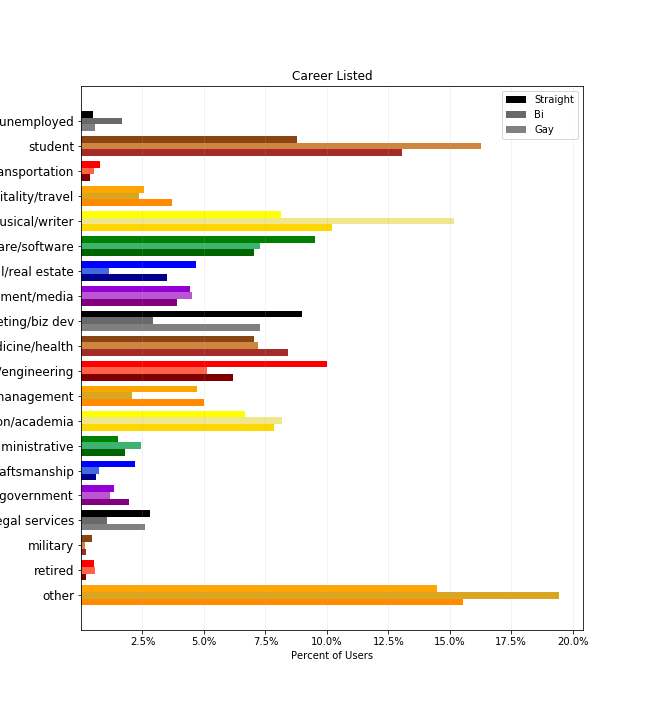 Career Listed
Straight
Bi
Gay
unemployed
student
ansportation
itality/travel
usical/writer
are/software
l/real estate
ment/media
eting/biz dev
dicine/health
/engineering
management
on/academia
ministrative
aftsmanship
government
egal services
military
retired
other
2.5% 5.0% 7.5% 10.0% 12.5% 15.0% 17.5% 20.0%
Percent of Users